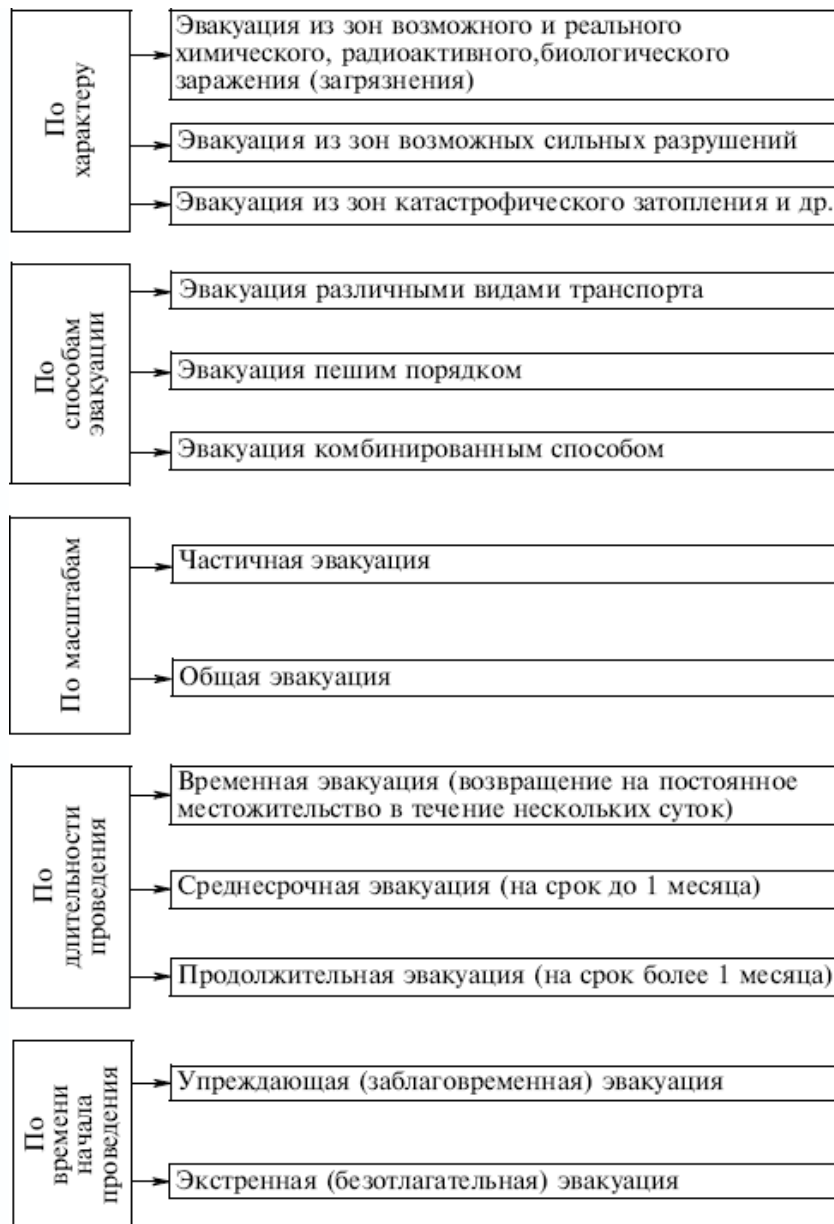 По
характеру
Эвакуация из зон возможного и реального
химического, радиоактивного,биологического
заражения (загрязнения)
Эвакуация из зон возможных сильных разрушений
Эвакуация из зон катастрофического затопления и др.
По
способам
эвакуации
Эвакуация различными видами транспорта
Эвакуация пешим порядком
Эвакуация комбинированным способом
По масштабам
Частичная эвакуация
Общая эвакуация
По
длительности
проведения
Временная эвакуация (возвращение на постоянное
местожительство в течение нескольких суток)
Среднесрочная эвакуация (на срок до 1 месяца)
Продолжительная эвакуация (на срок более 1 месяца)
По
времени
начала
проведения
Упреждающая (заблаговременная) эвакуация
Экстренная (безотлагательная) эвакуация